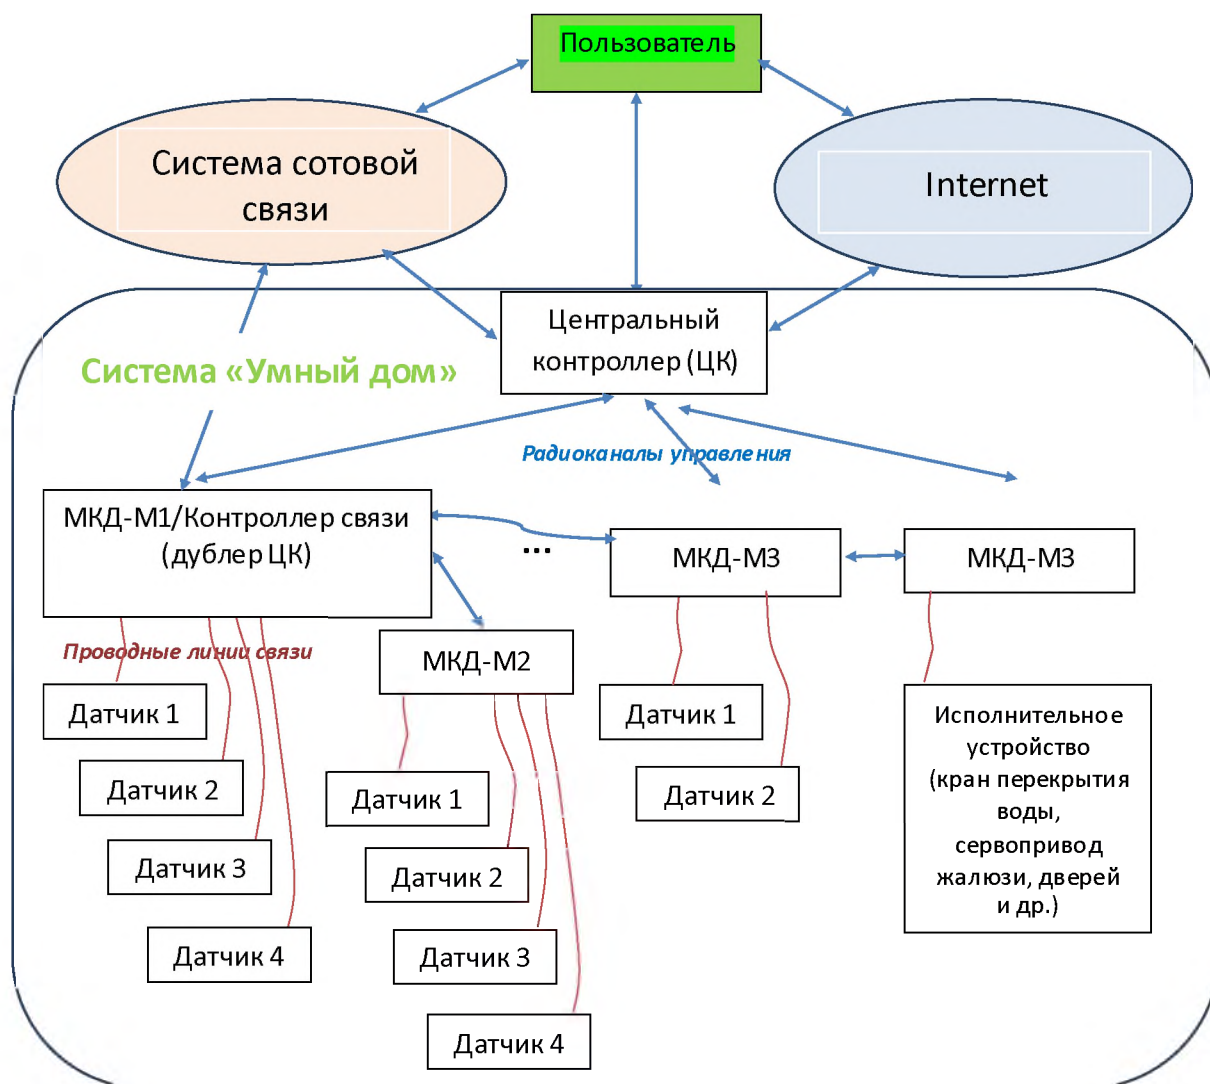 Пользователь
Система сотовой
связи
Internet
Центральный
контроллер (ЦК)
Система «Умный дом»
Радиоканалы управления
МКД-М1/Контроллер связи
(дублер ЦК)
...
МКД-М3
МКД-М3
Проводные линии связи
МКД-М2
Датчик 1
Датчик 2
Датчик 3
Датчик 4
Датчик 1
Датчик 2
Датчик 3
Датчик 4
Датчик 1
Датчик 2
Исполнительное
устройство
(кран перекрытия
воды,
сервопривод
жалюзи, дверей
и др.)